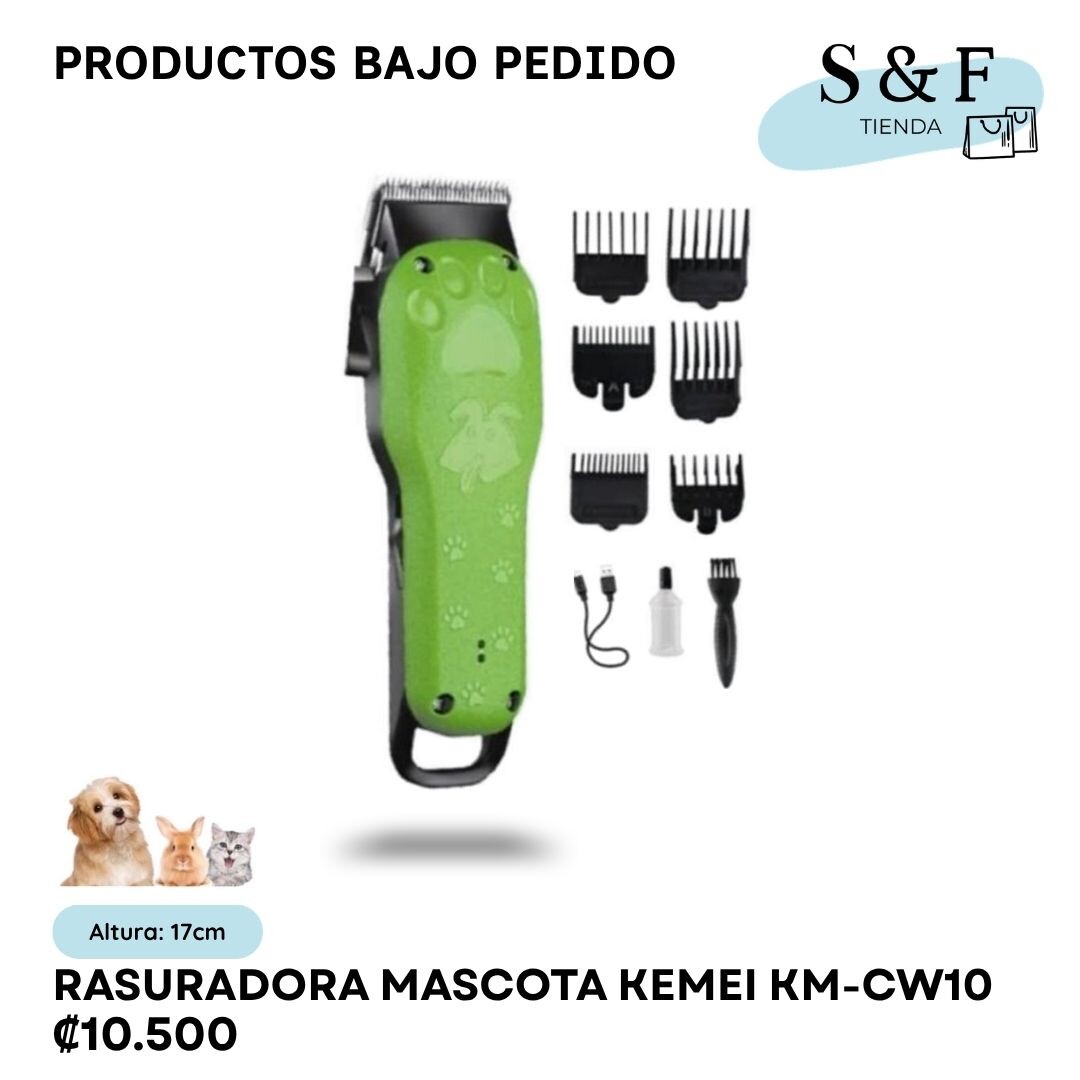 PRODUCTOS BAJO PEDIDO
S & F
TIENDA
A
Altura: 17cm
RASURADORA MASCOTA KEMEI KM-CW10
₡10.500